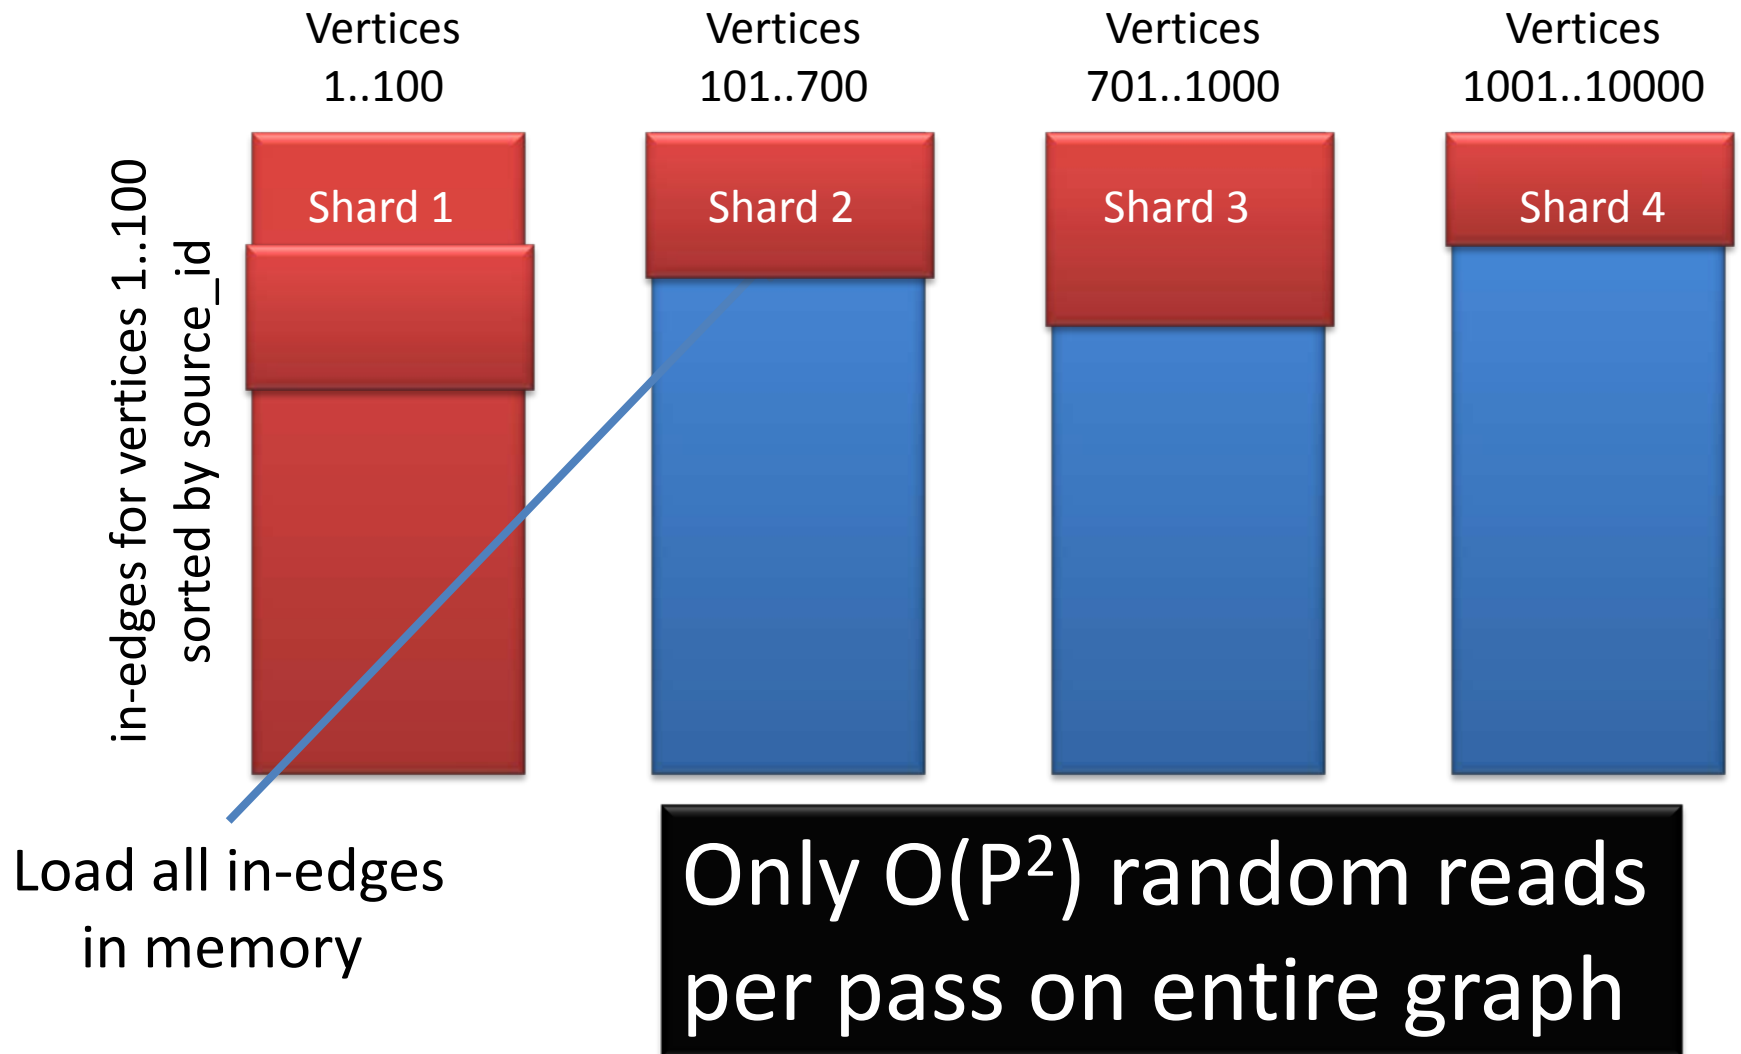 Vertices
1..100
Vertices
101..700
Vertices
701..1000
Vertices
1001..10000
in-edges for vertices 1..100
sorted by source_id
Shard 1
Shard 2
Shard 3
Shard 4
Load all in-edges
in memory
Only O(P²) random reads
per pass on entire graph